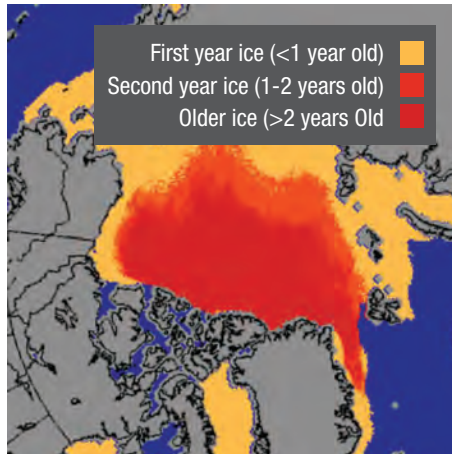 First year ice (<1 year old)
Second year ice (1-2 years old)
Older ice (>2 years Old